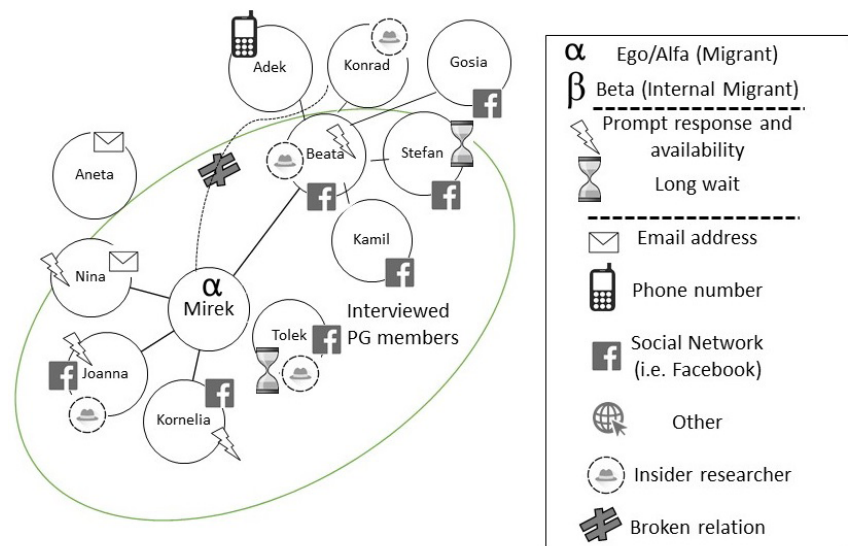 Adek
Konrad
Gosia
Aneta
Beata
Stefan
Kamil
Nina
α
Mirek
Interviewed
PG members
Tolek
Joanna
Kornelia
α Ego/Alfa (Migrant)
β Beta (Internal Migrant)
Prompt response and
availability
Long wait
Email address
Phone number
Social Network
(i.e. Facebook)
Other
Insider researcher
Broken relation